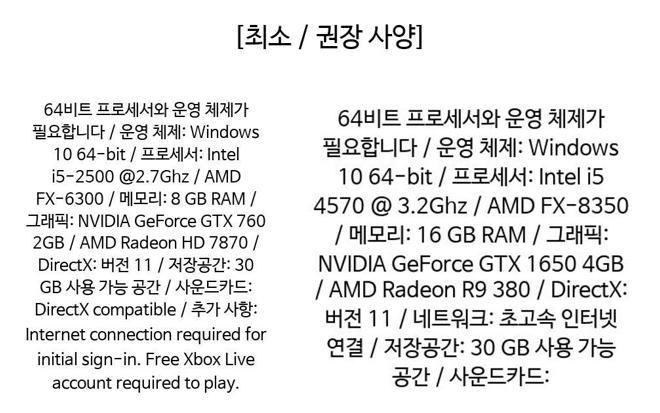 [최소 / 권장 사양]
64비트 프로세서와 운영 체제가
필요합니다 / 운영 체제: Windows
10 64-bit / 프로세서: Intel
i5-2500 @2.7Ghz / AMD
FX-6300 / 메모리: 8 GB RAM /
그래픽: NVIDIA GeForce GTX 760
2GB / AMD Radeon HD 7870 /
DirectX: 버전 11 / 저장공간: 30
GB 사용 가능 공간 / 사운드카드:
DirectX compatible / 추가 사항:
Internet connection required for
initial sign-in. Free Xbox Live
account required to play.
64비트 프로세서와 운영 체제가
필요합니다 / 운영 체제: Windows
10 64-bit / 프로세서: Intel i5
4570 @ 3.2Ghz / AMD FX-8350
/ 메모리: 16 GB RAM / 그래픽:
NVIDIA GeForce GTX 1650 4GB
/ AMD Radeon R9 380 / DirectX:
버전 11 / 네트워크: 초고속 인터넷
연결 / 저장공간: 30 GB 사용 가능
공간 / 사운드카드: